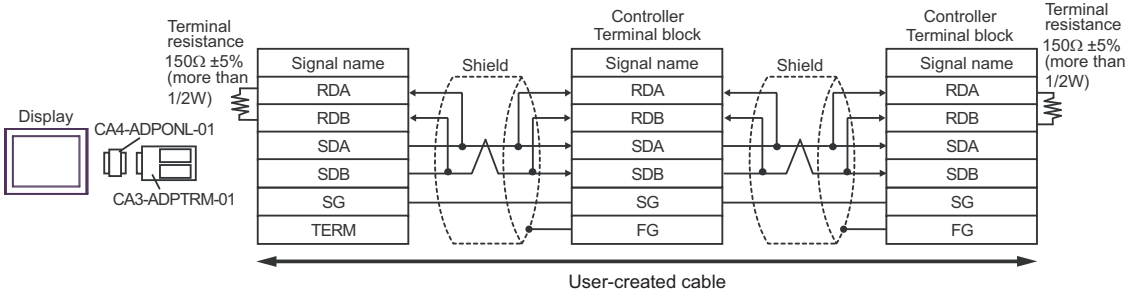 Display
CA4-ADPONL-01
CA3-ADPTRM-01
Terminal
resistance
150Ω ±5%
(more than
1/2W)
Signal name
RDA
RDB
SDA
SDB
SG
TERM
Shield
Controller
Terminal block
Signal name
RDA
RDB
SDA
SDB
SG
FG
Shield
Controller
Terminal block
Signal name
RDA
RDB
SDA
SDB
SG
FG
Terminal
resistance
150Ω ±5%
(more than
1/2W)
User-created cable